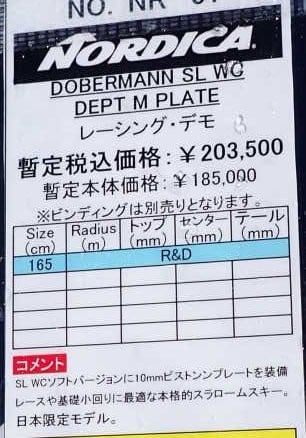 NO. NR
NORDICA
DOBERMANN SL WC
DEPT M PLATE
レーシング・デモ
暫定税込価格：￥203,500
暫定本体価格：￥185,000
※ビンディングは別売りとなります。
Size (cm) Radius (m) トップ (mm) センター (mm) テール (mm)
165 R&D
コメント
SL WCソフトバージョンに10mmピストンンプレートを装備
レースや基礎小回りに最適な本格的スラロームスキー。
日本限定モデル。